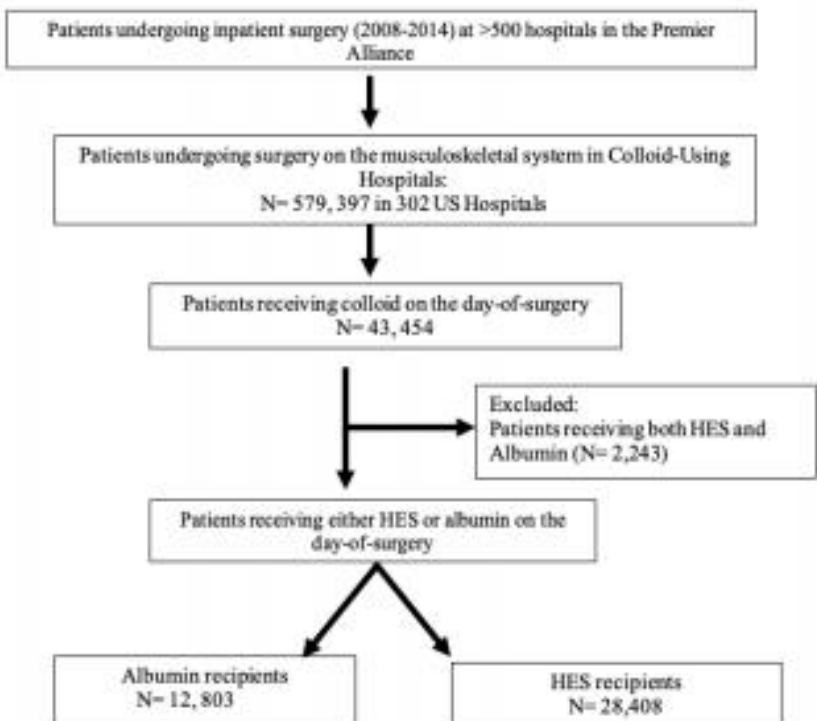 Patients undergoing inpatient surgery (2008-2014) at >500 hospitals in the Premier
Alliance
Patients undergoing surgery on the musculoskeletal system in Colloid-Using
Hospitals:
N= 579, 397 in 302 US Hospitals
Patients receiving colloid on the day-of-surgery
N= 43, 454
Excluded:
Patients receiving both HES and
Albumin (N= 2,243)
Patients receiving either HES or albumin on the
day-of-surgery
Albumin recipients
N= 12, 803
HES recipients
N= 28,408